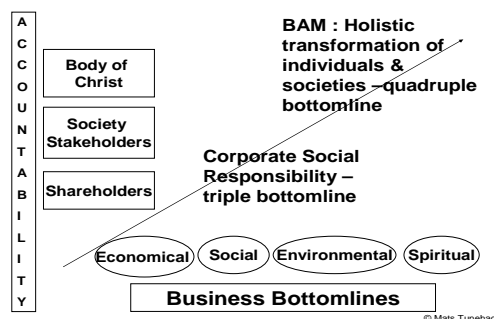 ACCOUNTABILITY
Body of
Christ
Society
Stakeholders
Shareholders
BAM : Holistic
transformation of
individuals &
societies –quadruple
bottomline
Corporate Social
Responsibility –
triple bottomline
Economical
Social
Environmental
Spiritual
Business Bottomlines
© Mats